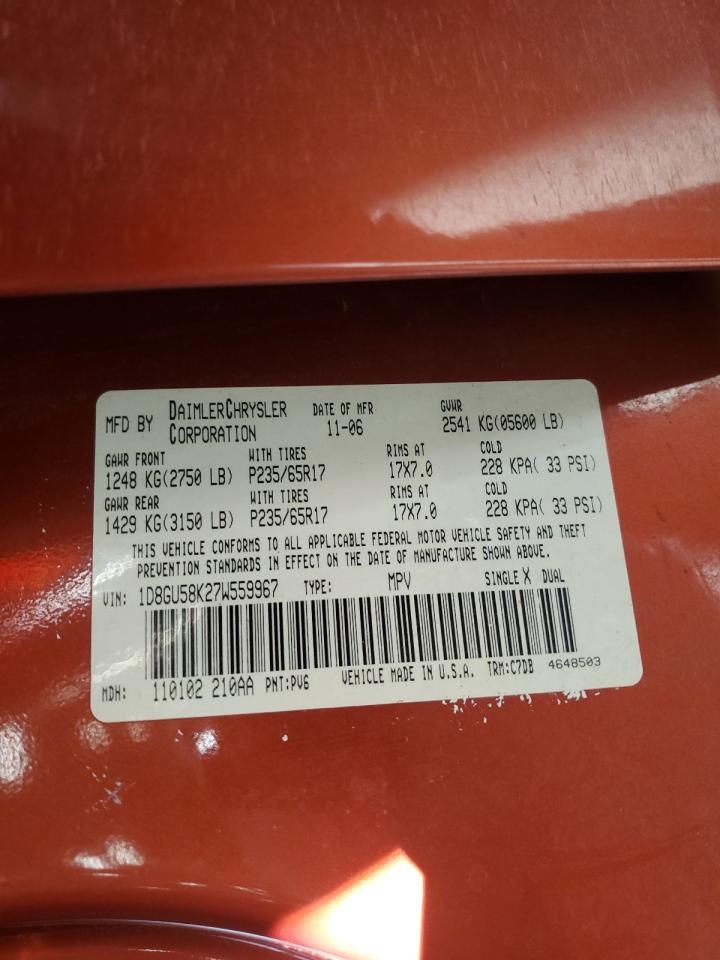 MFD BY DAIMLERCHRYSLER CORPORATION DATE OF MFR 11-06 GVWR 2541 KG(05600 LB)
GAWR FRONT WITH TIRES RIMS AT COLD
1248 KG(2750 LB) P235/65R17 17X7.0 228 KPA( 33 PSI)
GAWR REAR WITH TIRES RIMS AT COLD
1429 KG(3150 LB) P235/65R17 17X7.0 228 KPA( 33 PSI)
THIS VEHICLE CONFORMS TO ALL APPLICABLE FEDERAL MOTOR VEHICLE SAFETY AND THEFT
PREVENTION STANDARDS IN EFFECT ON THE DATE OF MANUFACTURE SHOWN ABOVE.
VIN: 1D8GU58K27W559967 TYPE: MPV SINGLE X DUAL
MDH: 110102 210AA PNT:PV6 VEHICLE MADE IN U.S.A. TRM:C7DB 4648503